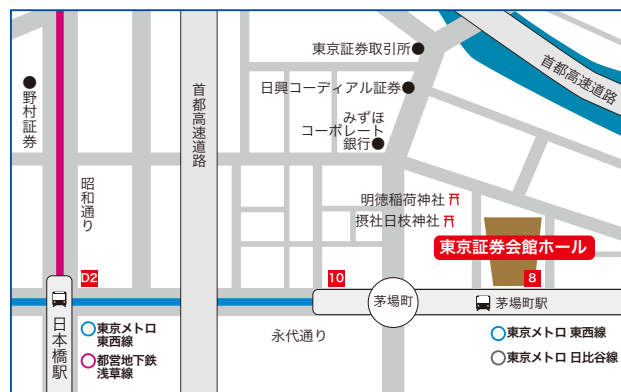 東京証券取引所
首都高速道路
日興コーディアル証券
野村証券
首都高速道路
みずほ
コーポレート
銀行
昭和通り
明徳稲荷神社
摂社日枝神社
東京証券会館ホール
D2
10
8
日本橋駅
茅場町
茅場町駅
東京メトロ
東西線
都営地下鉄
浅草線
永代通り
東京メトロ 東西線
東京メトロ 日比谷線